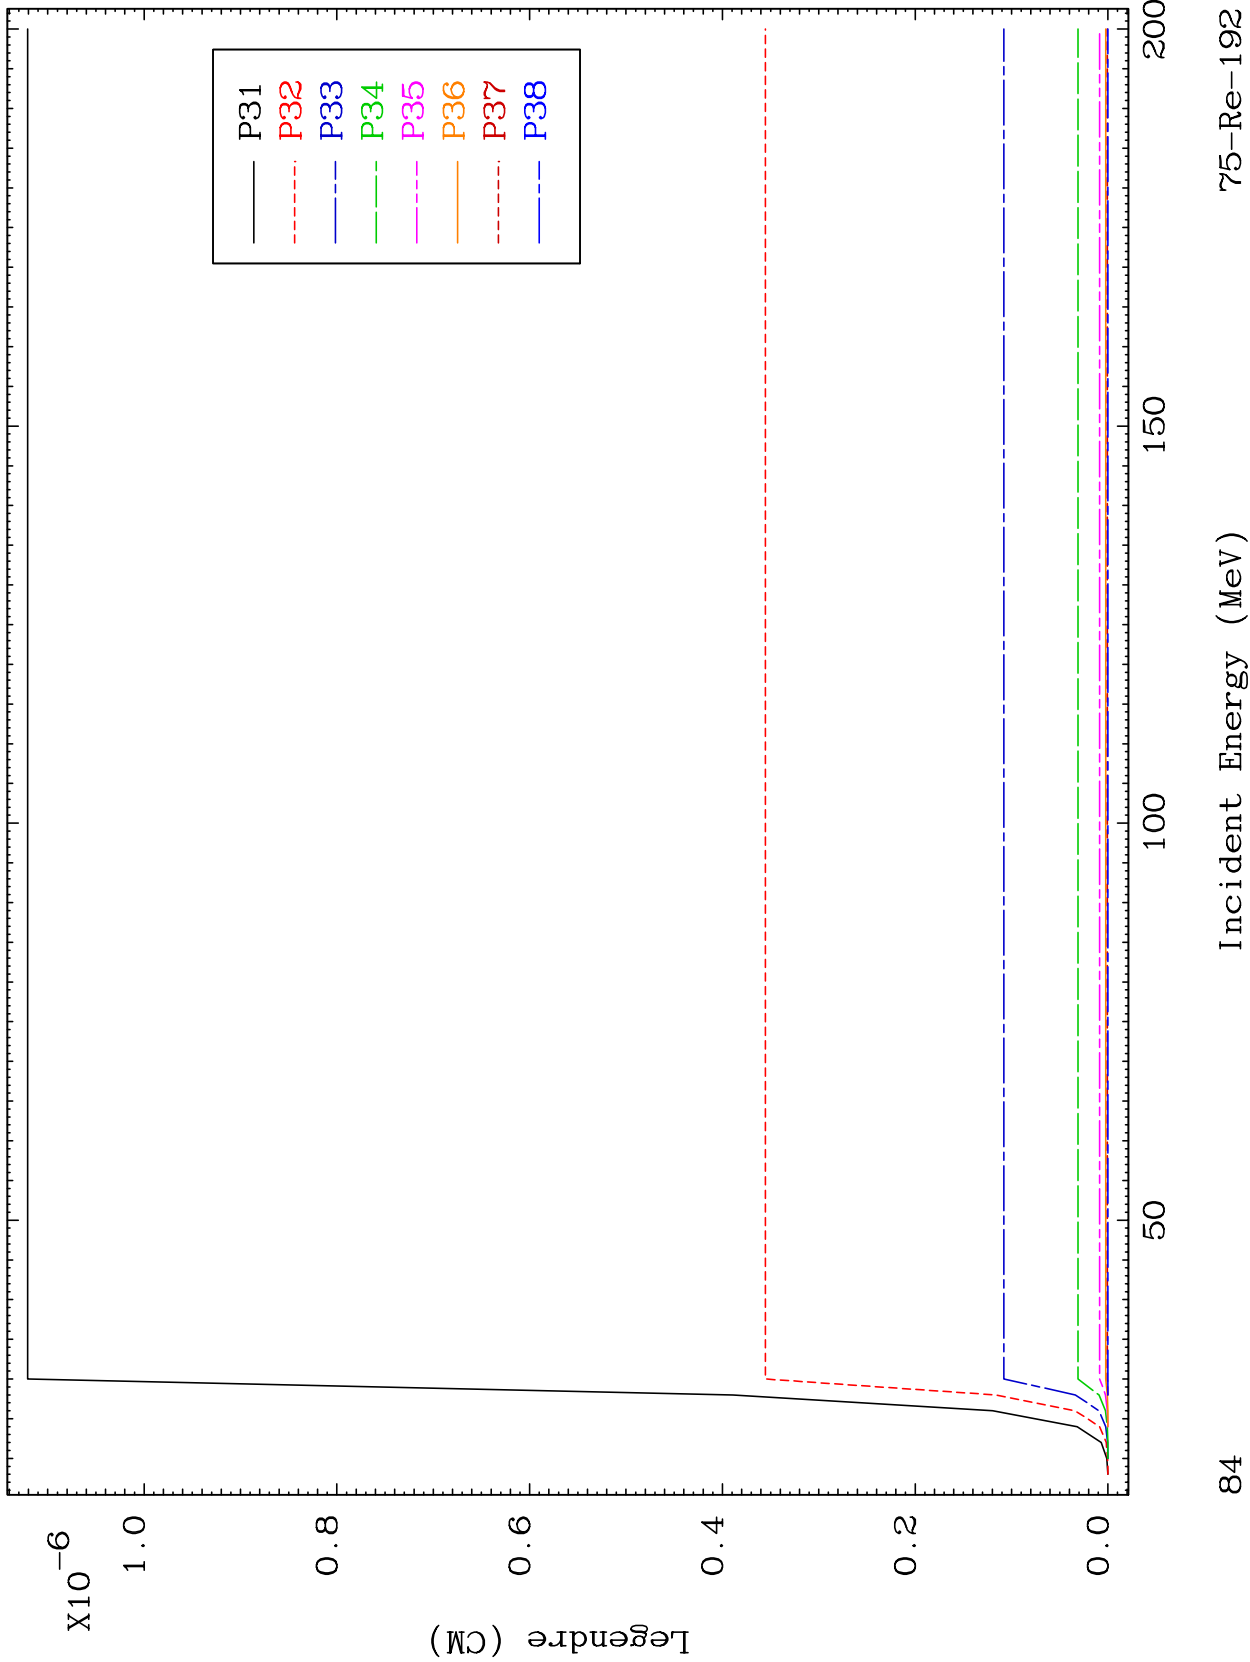 X10-6
1.0
0.8
0.6
0.4
0.2
0.0
Legendre (CM)
P31
P32
P33
P34
P35
P36
P37
P38
50
100
150
200
Incident Energy (MeV)
84
75-Re-192